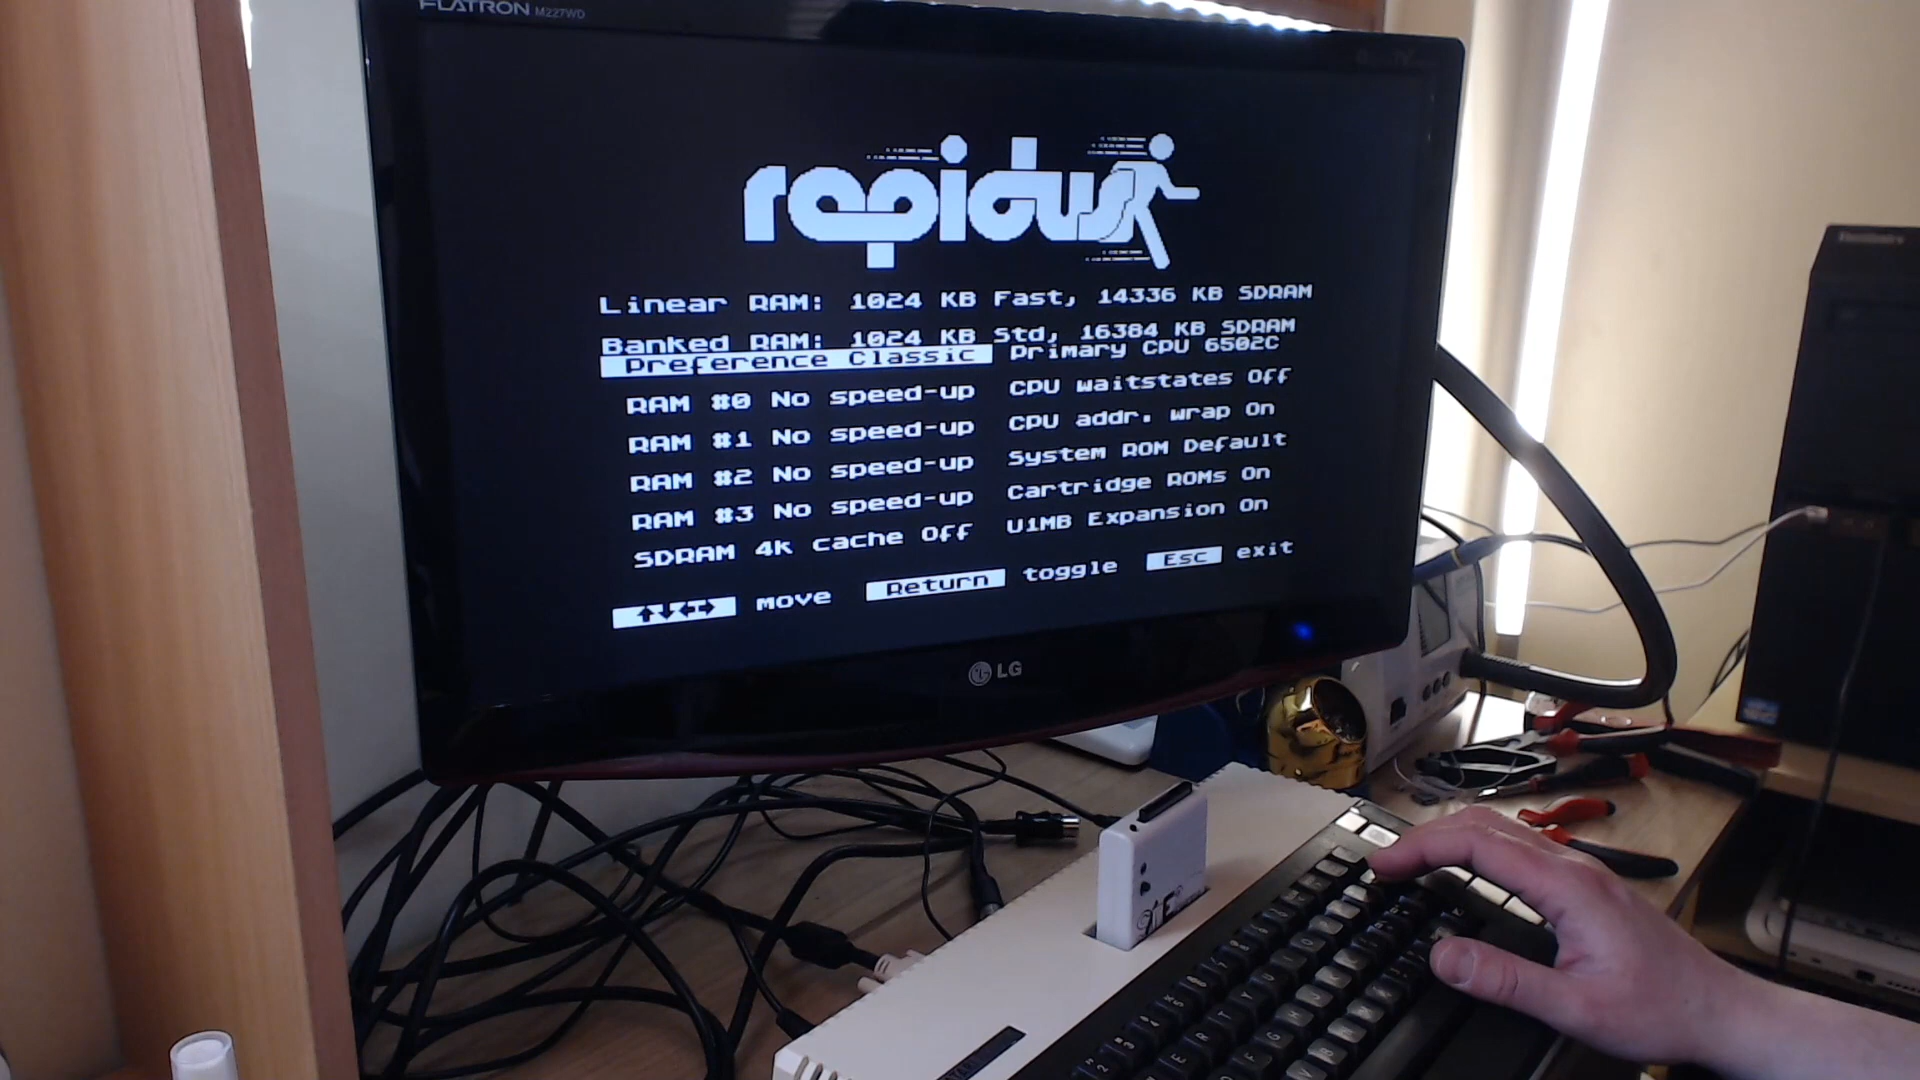 FLATRON M227WD
rapidus
Linear RAM: 1024 KB Fast, 14336 KB SDRAM
Banked RAM: 1024 KB Std, 16384 KB SDRAM
Preference Classic Primary CPU 6502C
RAM #0 No speed-up CPU waitstates Off
RAM #1 No speed-up CPU addr. wrap On
RAM #2 No speed-up System ROM Default
RAM #3 No speed-up Cartridge ROMs On
SDRAM 4k cache Off U1MB Expansion On
↑↓←→ move Return toggle Esc exit
LG